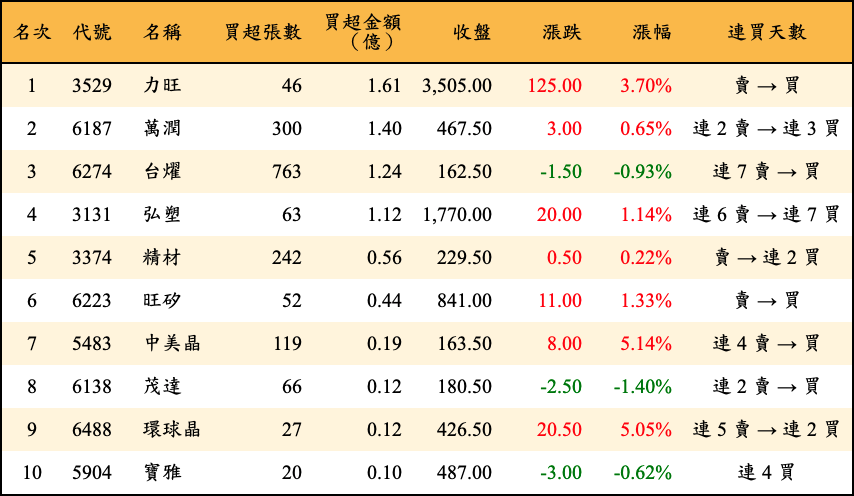 名次 代號 名稱 買超張數 買超金額（億） 收盤 漲跌 漲幅 連買天數
1 3529 力旺 46 1.61 3,505.00 125.00 3.70% 賣 → 買
2 6187 萬潤 300 1.40 467.50 3.00 0.65% 連 2 賣 → 連 3 買
3 6274 台燿 763 1.24 162.50 -1.50 -0.93% 連 7 賣 → 買
4 3131 弘塑 63 1.12 1,770.00 20.00 1.14% 連 6 賣 → 連 7 買
5 3374 精材 242 0.56 229.50 0.50 0.22% 賣 → 連 2 買
6 6223 旺矽 52 0.44 841.00 11.00 1.33% 賣 → 買
7 5483 中美晶 119 0.19 163.50 8.00 5.14% 連 4 賣 → 買
8 6138 茂達 66 0.12 180.50 -2.50 -1.40% 連 2 賣 → 買
9 6488 環球晶 27 0.12 426.50 20.50 5.05% 連 5 賣 → 連 2 買
10 5904 寶雅 20 0.10 487.00 -3.00 -0.62% 連 4 買